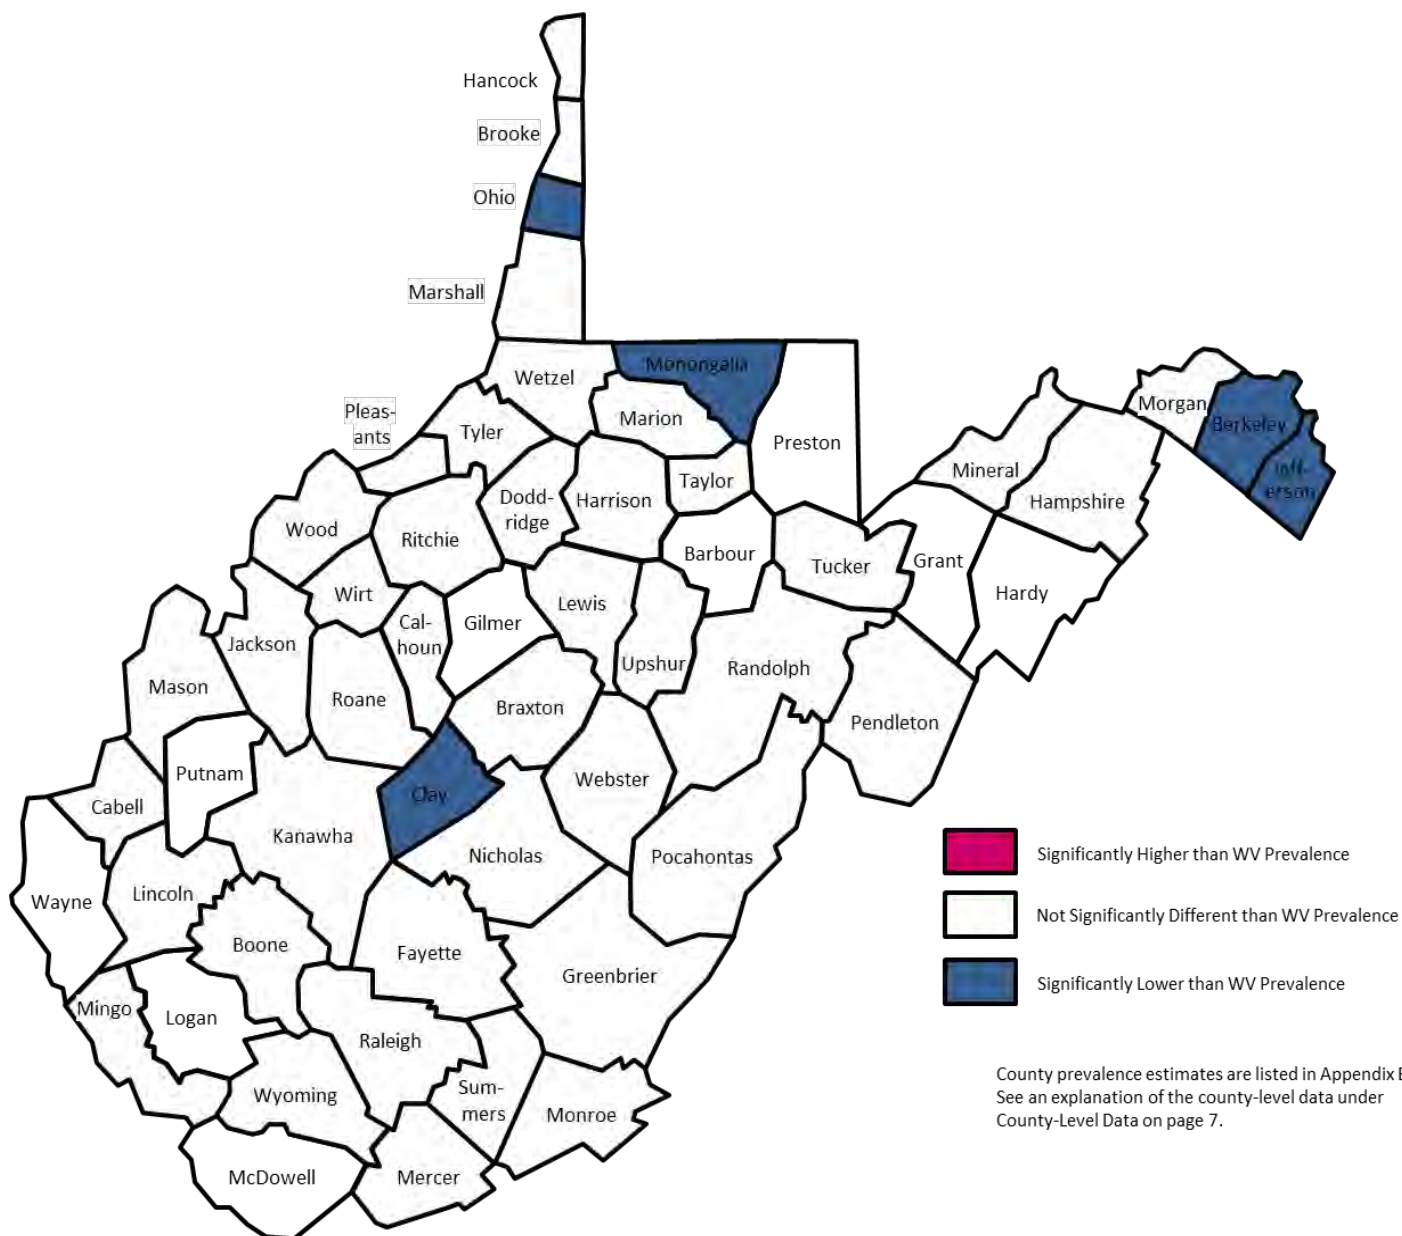 Hancock
Brooke
Ohio
Marshall
Wetzel
Monongalia
Pleas-
ants
Tyler
Marion
Preston
Morgan
Berkeley
Jeff-
erson
Mineral
Hampshire
Wood
Ritchie
Dodd-
ridge
Harrison
Taylor
Barbour
Tucker
Grant
Hardy
Wirt
Cal-
houn
Gilmer
Lewis
Upshur
Randolph
Jackson
Mason
Roane
Braxton
Pendleton
Putnam
Cabell
Clay
Webster
Kanawha
Nicholas
Pocahontas
Wayne
Lincoln
Boone
Fayette
Greenbrier
Mingo
Logan
Raleigh
Wyoming
Sum-
mers
Monroe
McDowell
Mercer
Significantly Higher than WV Prevalence
Not Significantly Different than WV Prevalence
Significantly Lower than WV Prevalence
County prevalence estimates are listed in Appendix E
See an explanation of the county-level data under
County-Level Data on page 7.